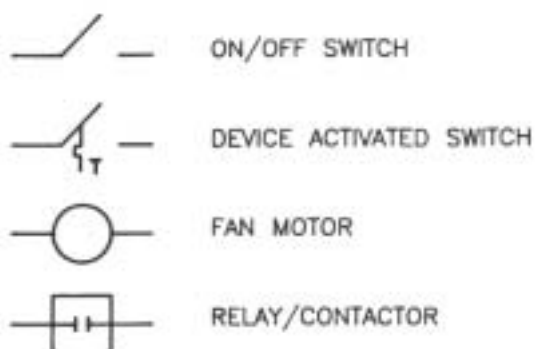 ON/OFF SWITCH
DEVICE ACTIVATED SWITCH
T
FAN MOTOR
RELAY/CONTACTOR